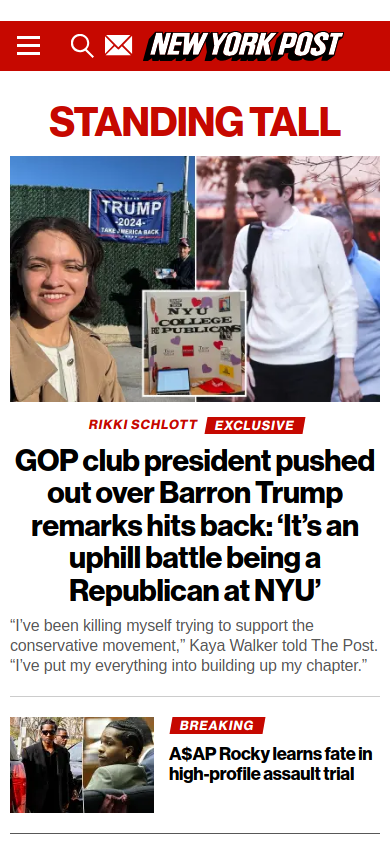 NEW YORK POST
STANDING TALL
TRUMP
-2024-
TAKE AMERICA BACK
NYU
COLLEGE
REPUBLICANS
RIKKI SCHLOTT EXCLUSIVE
GOP club president pushed
out over Barron Trump
remarks hits back: ‘It’s an
uphill battle being a
Republican at NYU’
“I’ve been killing myself trying to support the
conservative movement,” Kaya Walker told The Post.
“I’ve put my everything into building up my chapter.”
BREAKING
A$AP Rocky learns fate in
high-profile assault trial